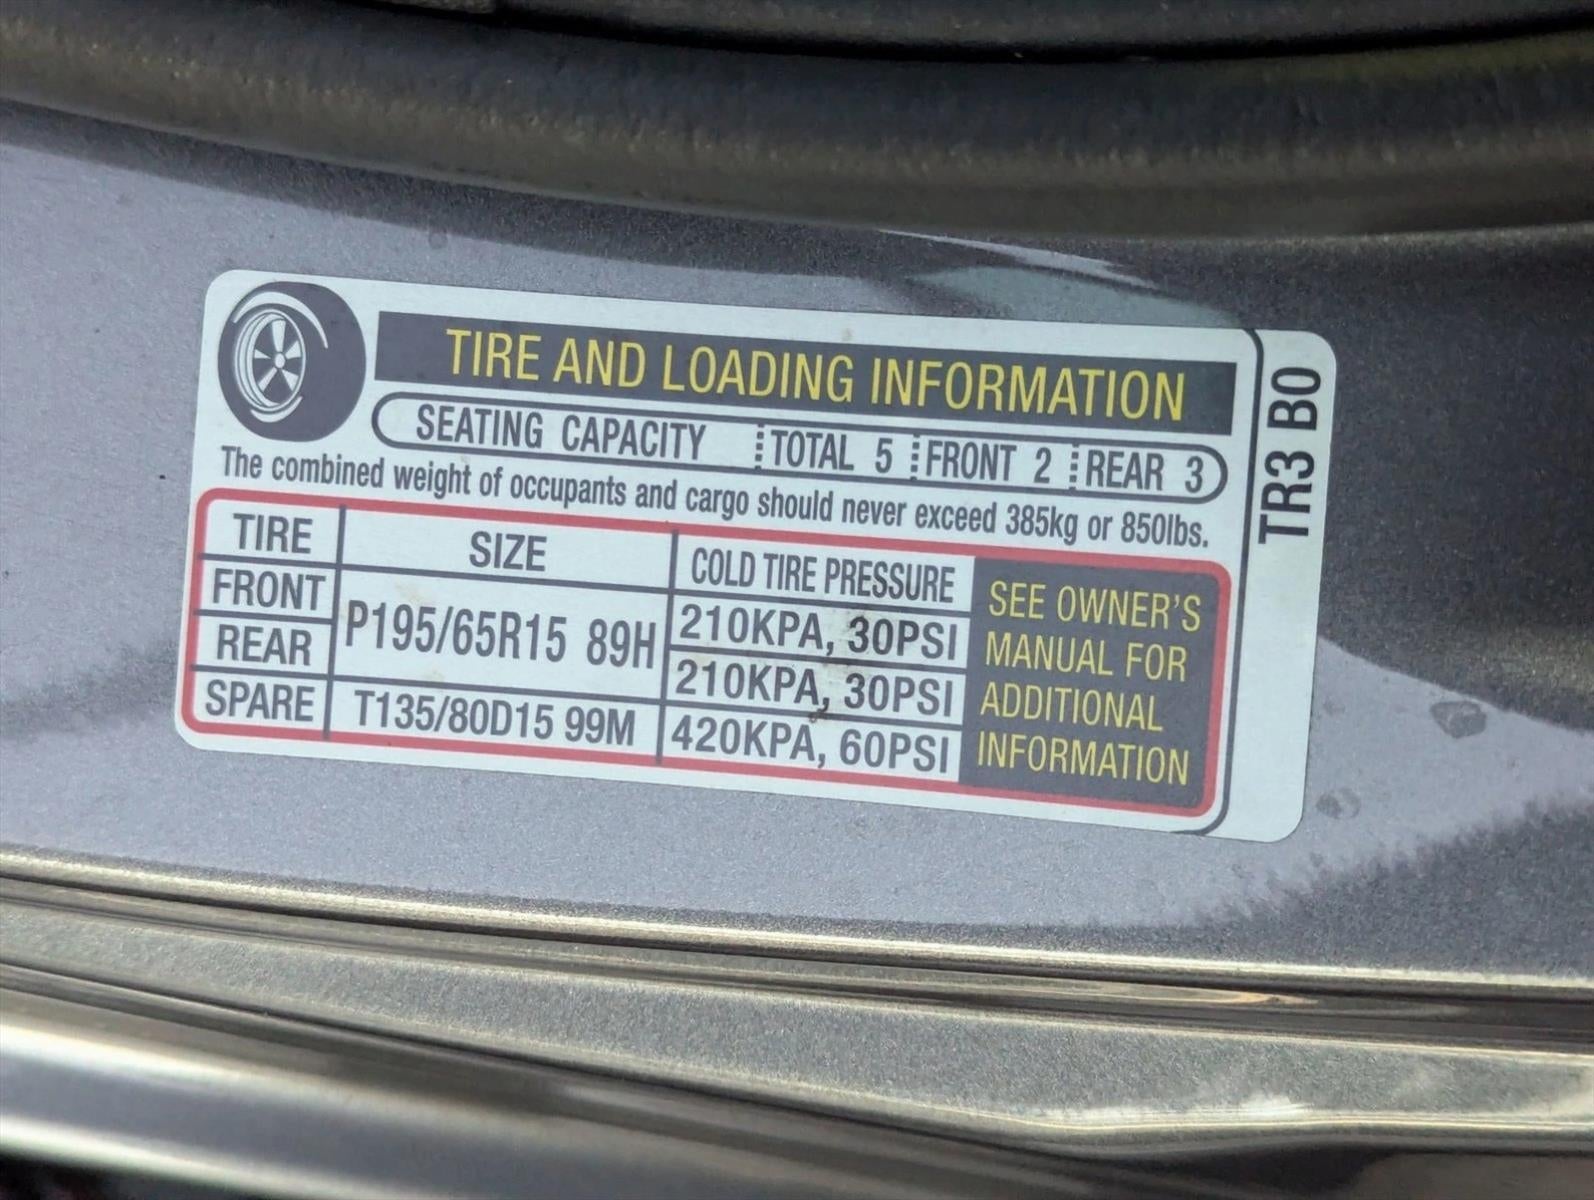 TIRE AND LOADING INFORMATION
SEATING CAPACITY TOTAL 5 FRONT 2 REAR 3
The combined weight of occupants and cargo should never exceed 385kg or 850lbs.
TIRE SIZE COLD TIRE PRESSURE
FRONT P195/65R15 89H 210KPA, 30PSI
REAR 210KPA, 30PSI
SPARE T135/80D15 99M 420KPA, 60PSI
SEE OWNER'S
MANUAL FOR
ADDITIONAL
INFORMATION
TR3 B0